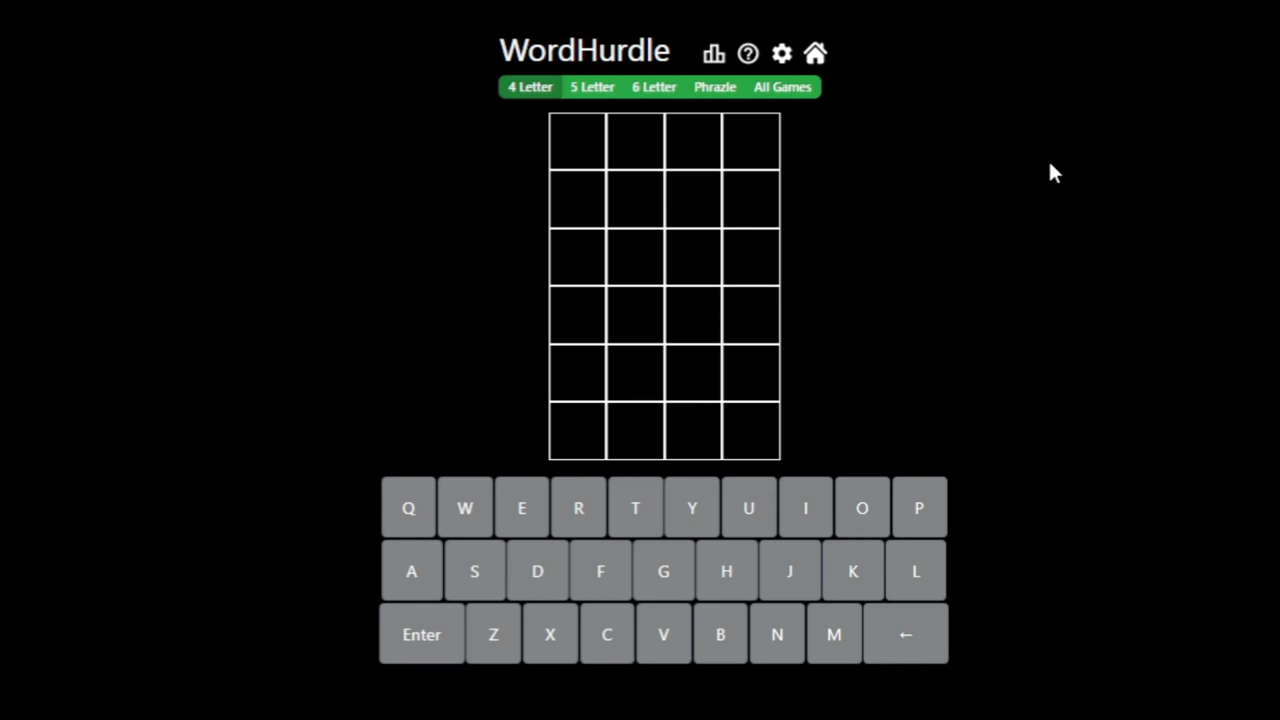 WordHurdle
4 Letter 5 Letter 6 Letter Phrazle All Games
Q W E R T Y U I O P
A S D F G H J K L
Enter Z X C V B N M ←